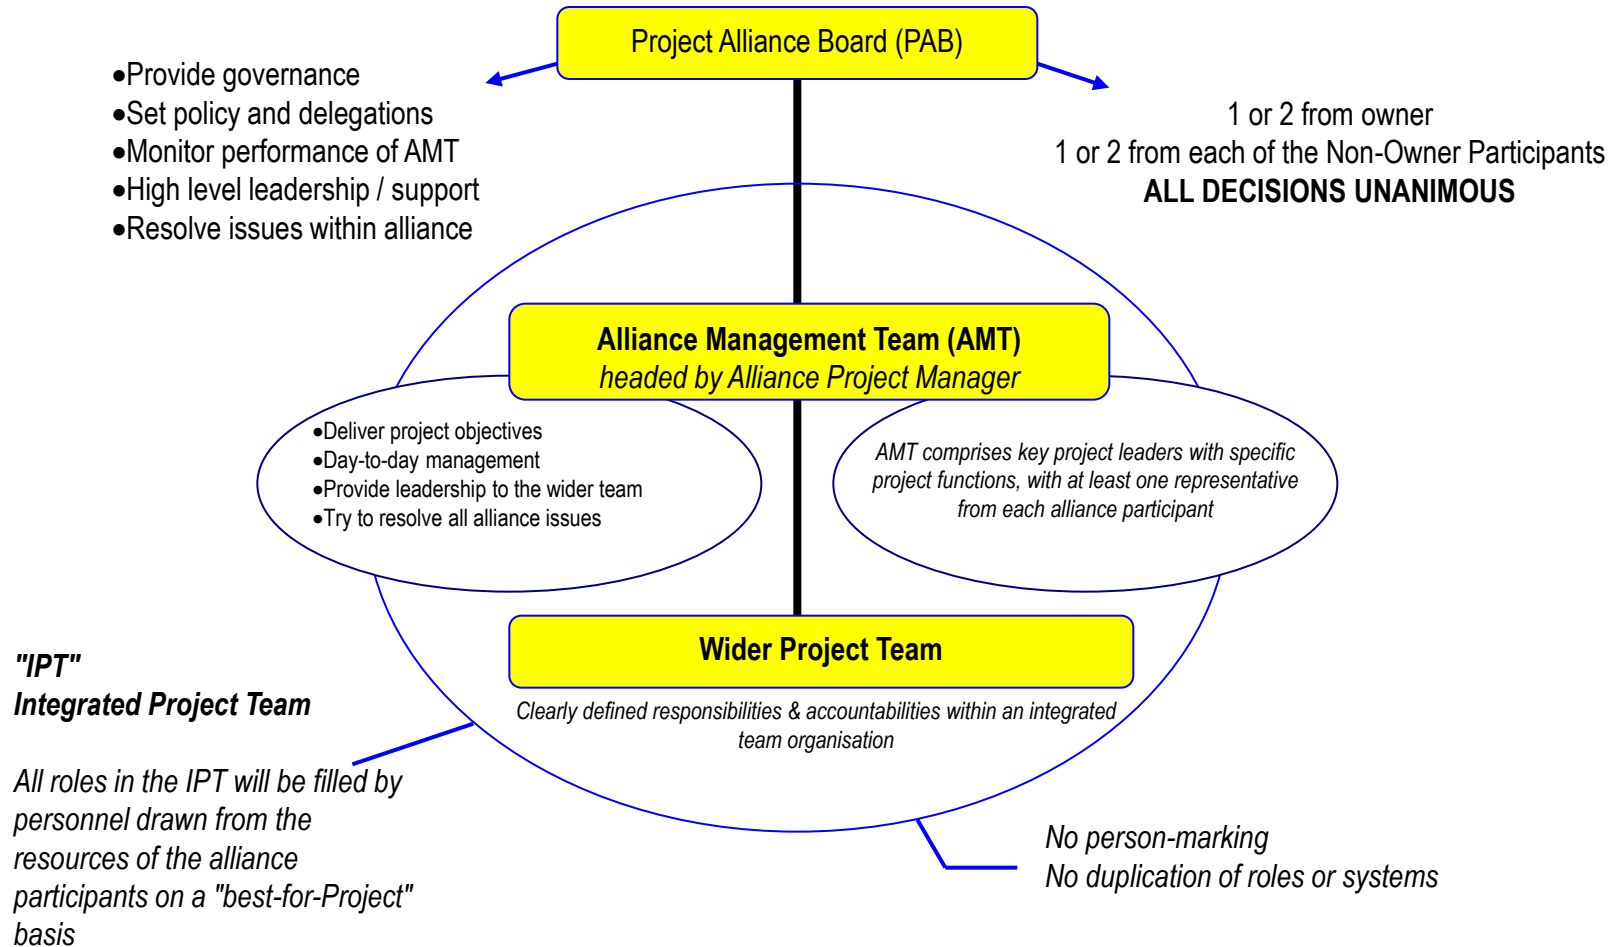 Project Alliance Board (PAB)
•Provide governance
•Set policy and delegations
•Monitor performance of AMT
•High level leadership / support
•Resolve issues within alliance
1 or 2 from owner
1 or 2 from each of the Non-Owner Participants
ALL DECISIONS UNANIMOUS
Alliance Management Team (AMT)
headed by Alliance Project Manager
•Deliver project objectives
•Day-to-day management
•Provide leadership to the wider team
•Try to resolve all alliance issues
AMT comprises key project leaders with specific
project functions, with at least one representative
from each alliance participant
Wider Project Team
Clearly defined responsibilities & accountabilities within an integrated
team organisation
"IPT"
Integrated Project Team
All roles in the IPT will be filled by
personnel drawn from the
resources of the alliance
participants on a "best-for-Project"
basis
No person-marking
No duplication of roles or systems